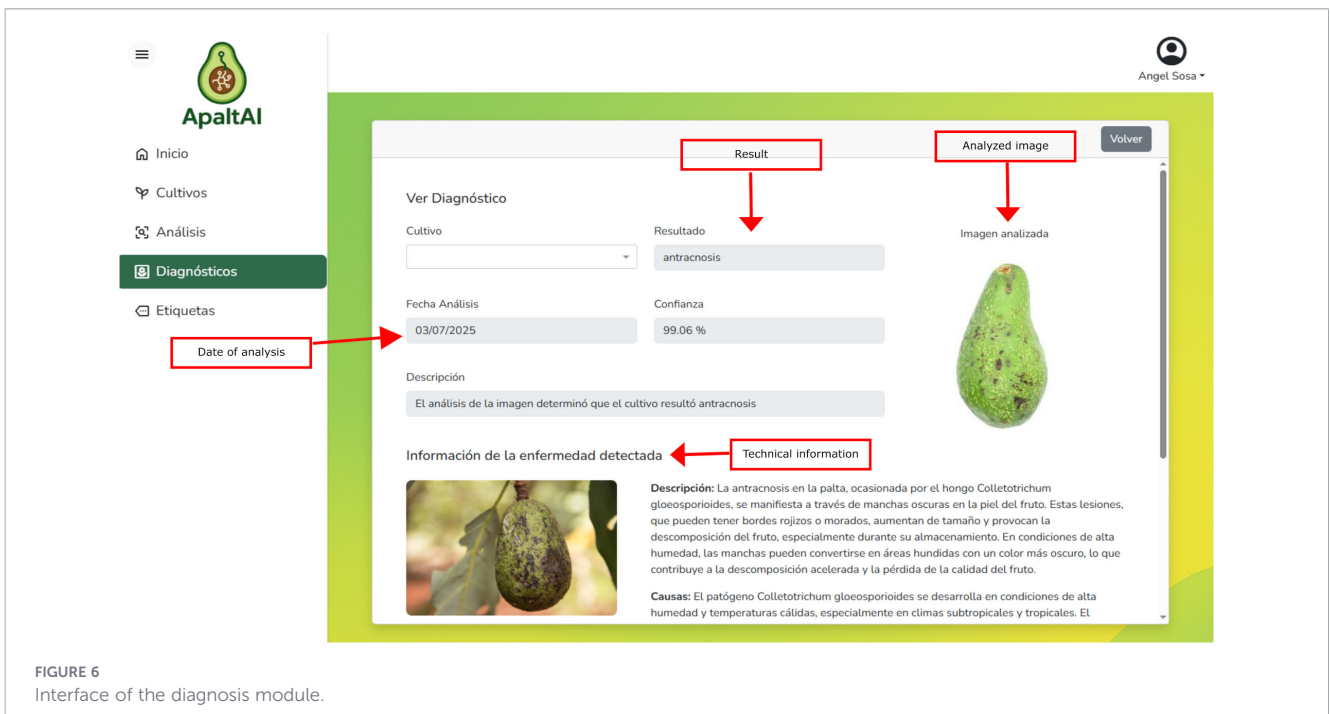 ApaltAI
Angel Sosa
Inicio
Cultivos
Análisis
Diagnósticos
Etiquetas
Volver
Result
Analyzed image
Ver Diagnóstico
Cultivo
Resultado
Imagen analizada
antracnosis
Fecha Análisis
Confianza
03/07/2025
99.06 %
Date of analysis
Descripción
El análisis de la imagen determinó que el cultivo resultó antracnosis
Información de la enfermedad detectada
Technical information
Descripción: La antracnosis en la palta, ocasionada por el hongo Colletotrichum
gloeosporioides, se manifiesta a través de manchas oscuras en la piel del fruto. Estas lesiones,
que pueden tener bordes rojizos o morados, aumentan de tamaño y provocan la
descomposición del fruto, especialmente durante su almacenamiento. En condiciones de alta
humedad, las manchas pueden convertirse en áreas hundidas con un color más oscuro, lo que
contribuye a la descomposición acelerada y la pérdida de la calidad del fruto.
Causas: El patógeno Colletotrichum gloeosporioides se desarrolla en condiciones de alta
humedad y temperaturas cálidas, especialmente en climas subtropicales y tropicales. El
FIGURE 6
Interface of the diagnosis module.